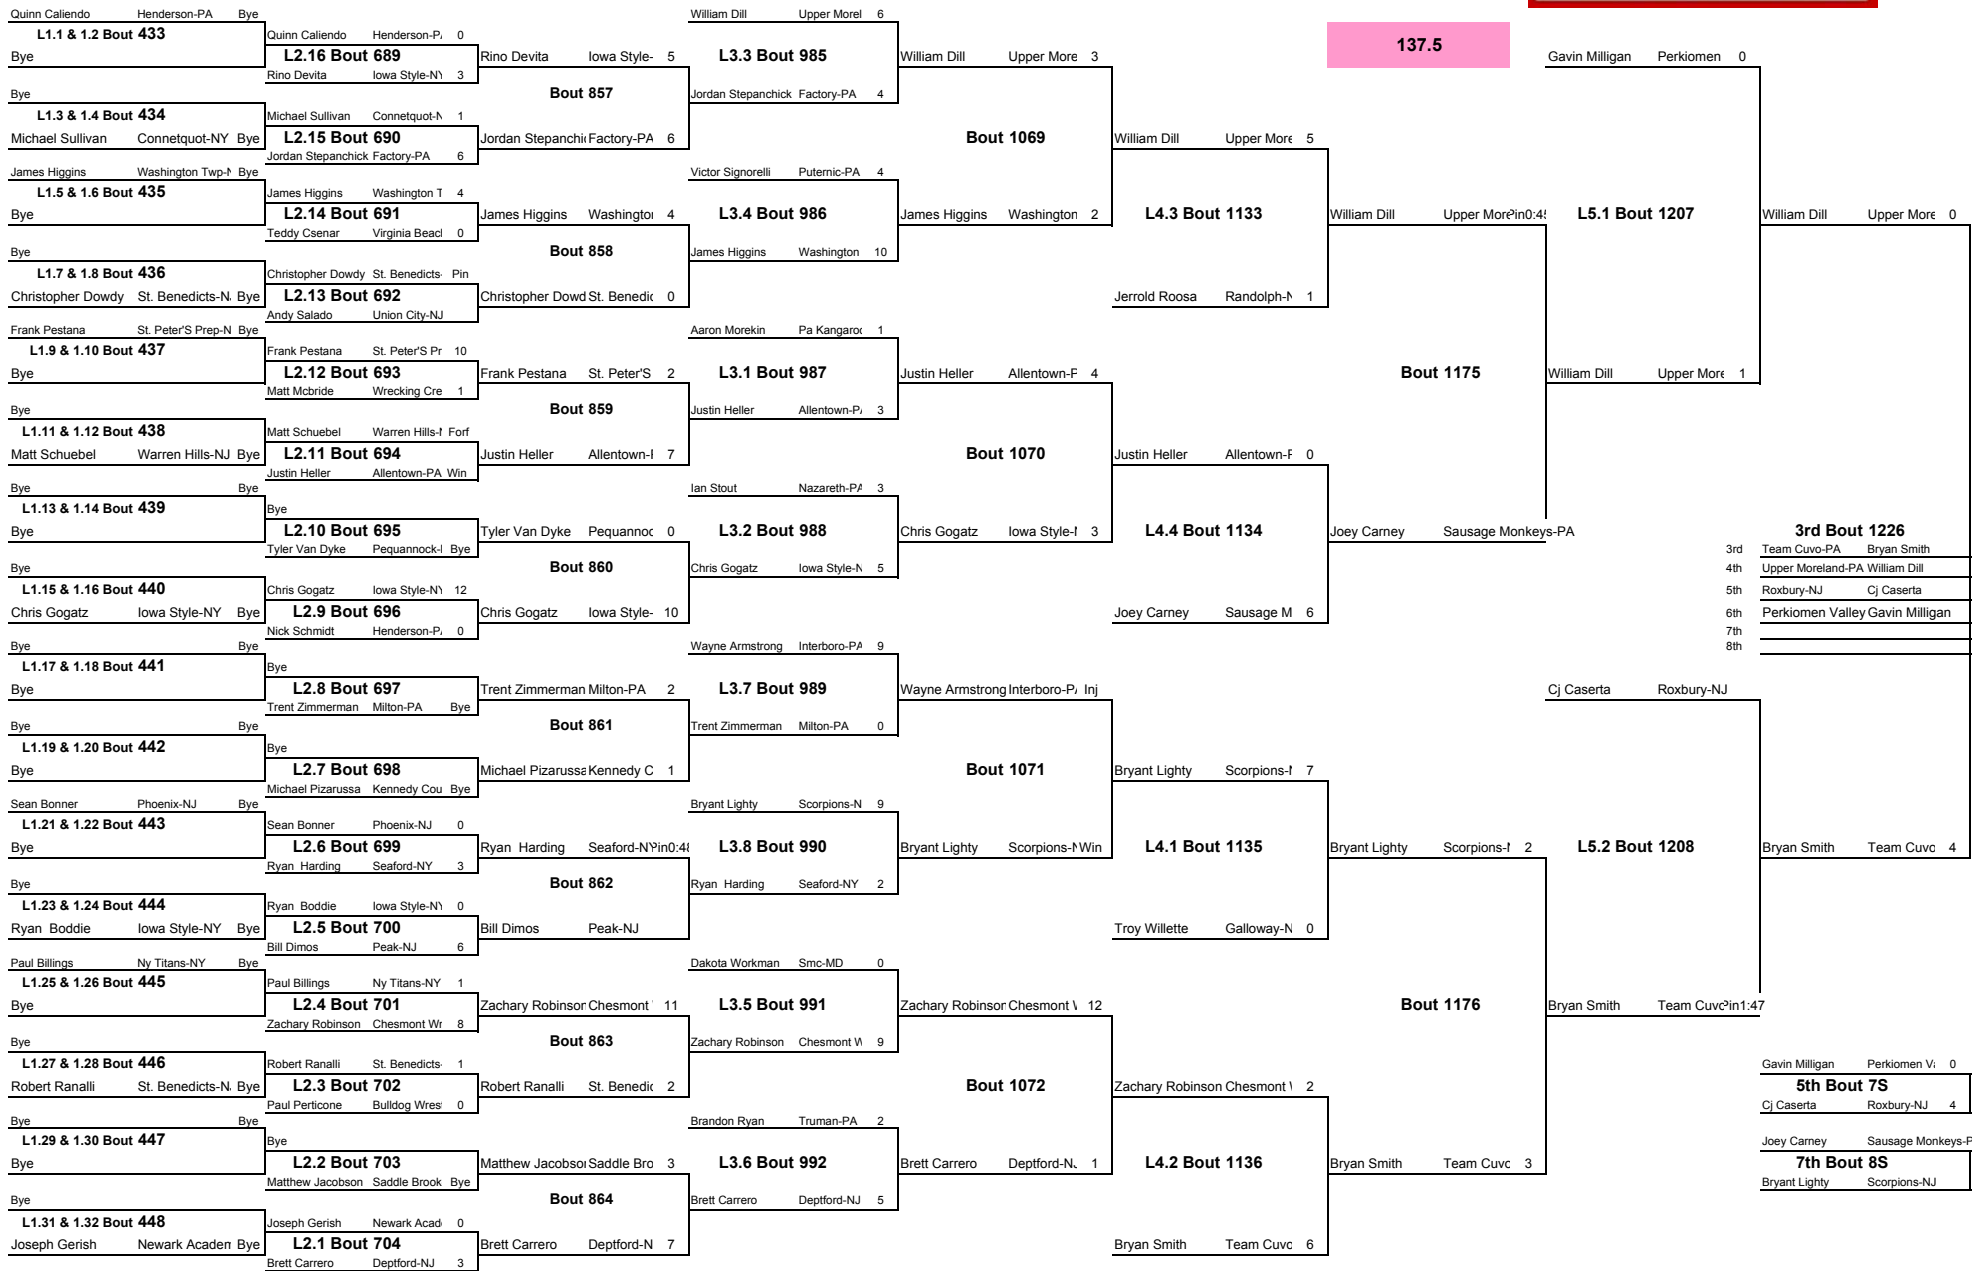 Quinn Caliendo Henderson-PA Bye
L1.1 & 1.2 Bout 433
Bye
Bye
L1.3 & 1.4 Bout 434
Michael Sullivan Connetquot-NY Bye
James Higgins Washington Twp-N Bye
L1.5 & 1.6 Bout 435
Bye
Bye
L1.7 & 1.8 Bout 436
Christopher Dowdy St. Benedicts-N. Bye
Frank Pestana St. Peter'S Prep-N Bye
L1.9 & 1.10 Bout 437
Bye
Bye
L1.11 & 1.12 Bout 438
Matt Schuebel Warren Hills-NJ Bye
Bye Bye
L1.13 & 1.14 Bout 439
Bye
Bye
L1.15 & 1.16 Bout 440
Chris Gogatz Iowa Style-NY Bye
Bye Bye
L1.17 & 1.18 Bout 441
Bye
Bye Bye
L1.19 & 1.20 Bout 442
Bye
Sean Bonner Phoenix-NJ Bye
L1.21 & 1.22 Bout 443
Bye
Bye
L1.23 & 1.24 Bout 444
Ryan Boddie Iowa Style-NY Bye
Paul Billings Ny Titans-NY Bye
L1.25 & 1.26 Bout 445
Bye
Bye
L1.27 & 1.28 Bout 446
Robert Ranalli St. Benedicts-N. Bye
Bye Bye
L1.29 & 1.30 Bout 447
Bye
Bye
L1.31 & 1.32 Bout 448
Joseph Gerish Newark Academ Bye
Quinn Caliendo Henderson-P. 0
L2.16 Bout 689
Rino Devita Iowa Style-NY 3
Michael Sullivan Connetquot-N 1
L2.15 Bout 690
Jordan Stepanchick Factory-PA 6
James Higgins Washington T 4
L2.14 Bout 691
Teddy Csenar Virginia Beacl 0
Christopher Dowdy St. Benedicts- Pin
L2.13 Bout 692
Andy Salado Union City-NJ
Frank Pestana St. Peter'S Pr 10
L2.12 Bout 693
Matt Mcbride Wrecking Cre 1
Matt Schuebel Warren Hills-N Forf
L2.11 Bout 694
Justin Heller Allentown-PA Win
Bye
L2.10 Bout 695
Tyler Van Dyke Pequannock-I Bye
Chris Gogatz Iowa Style-NY 12
L2.9 Bout 696
Nick Schmidt Henderson-P. 0
Bye
L2.8 Bout 697
Trent Zimmerman Milton-PA Bye
Bye
L2.7 Bout 698
Michael Pizarussa Kennedy Cou Bye
Sean Bonner Phoenix-NJ 0
L2.6 Bout 699
Ryan Harding Seaford-NY 3
Ryan Boddie Iowa Style-NY 0
L2.5 Bout 700
Bill Dimos Peak-NJ 6
Paul Billings Ny Titans-NY 1
L2.4 Bout 701
Zachary Robinson Chesmont Wr 8
Robert Ranalli St. Benedicts- 1
L2.3 Bout 702
Paul Perticone Bulldog Wres 0
Bye
L2.2 Bout 703
Matthew Jacobson Saddle Brook Bye
Joseph Gerish Newark Acad 0
L2.1 Bout 704
Brett Carrero Deptford-NJ 3
Rino Devita Iowa Style- 5
Bout 857
Jordan Stepanchi Factory-PA 6
James Higgins Washington 4
Bout 858
Christopher Dowd St. Benedic 0
Frank Pestana St. Peter'S 2
Bout 859
Justin Heller Allentown-I 7
Tyler Van Dyke Pequannoc 0
Bout 860
Chris Gogatz Iowa Style- 10
Trent Zimmerman Milton-PA 2
Bout 861
Michael Pizarussa Kennedy C 1
Ryan Harding Seaford-NY Pin0:48
Bout 862
Bill Dimos Peak-NJ
Zachary Robinson Chesmont 11
Bout 863
Robert Ranalli St. Benedic 2
Matthew Jacobson Saddle Bro 3
Bout 864
Brett Carrero Deptford-N 7
William Dill Upper Morel 6
L3.3 Bout 985
Jordan Stepanchick Factory-PA 4
Victor Signorelli Puternic-PA 4
L3.4 Bout 986
James Higgins Washington 10
Aaron Morekin Pa Kangaroo 1
L3.1 Bout 987
Justin Heller Allentown-P. 3
Ian Stout Nazareth-PA 3
L3.2 Bout 988
Chris Gogatz Iowa Style-N 5
Wayne Armstrong Interboro-PA 9
L3.7 Bout 989
Trent Zimmerman Milton-PA 0
Bryant Lighty Scorpions-N 9
L3.8 Bout 990
Ryan Harding Seaford-NY 2
Dakota Workman Smc-MD 0
L3.5 Bout 991
Zachary Robinson Chesmont W 9
Brandon Ryan Truman-PA 2
L3.6 Bout 992
Brett Carrero Deptford-NJ 5
William Dill Upper More 3
Bout 1069
James Higgins Washington 2
Justin Heller Allentown-P 4
Bout 1070
Chris Gogatz Iowa Style-N 3
Wayne Armstrong Interboro-P. Inj
Bout 1071
Bryant Lighty Scorpions-N Win
Zachary Robinson Chesmont W 12
Bout 1072
Brett Carrero Deptford-N. 1
William Dill Upper More 5
L4.3 Bout 1133
Jerrold Roosa Randolph-N 1
Justin Heller Allentown-P 0
L4.4 Bout 1134
Joey Carney Sausage M 6
Bryant Lighty Scorpions-N 7
L4.1 Bout 1135
Troy Willette Galloway-N 0
Zachary Robinson Chesmont 2
L4.2 Bout 1136
Bryan Smith Team Cuvo 6
137.5
William Dill Upper More Pin0:45
Bout 1175
Joey Carney Sausage Monkeys-PA
Bryant Lighty Scorpions-N 2
Bout 1176
Bryan Smith Team Cuvo 3
Gavin Milligan Perkiomen 0
L5.1 Bout 1207
William Dill Upper More 1
Cj Caserta Roxbury-NJ
L5.2 Bout 1208
Bryan Smith Team Cuvo Pin1:47
William Dill Upper More 0
3rd Bout 1226
3rd Team Cuvo-PA Bryan Smith
4th Upper Moreland-PA William Dill
5th Roxbury-NJ Cj Caserta
6th Perkiomen Valley Gavin Milligan
7th
8th
Bryan Smith Team Cuvo 4
Gavin Milligan Perkiomen Va 0
5th Bout 7S
Cj Caserta Roxbury-NJ 4
Joey Carney Sausage Monkeys-P
7th Bout 8S
Bryant Lighty Scorpions-NJ